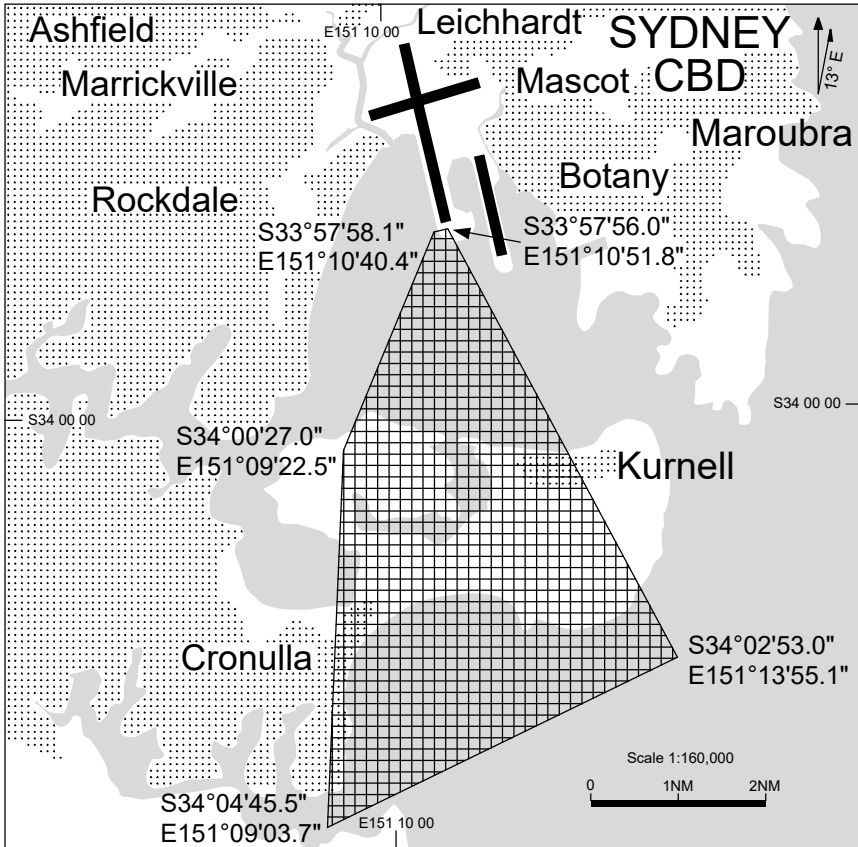 Ashfield
E151 10 00
Leichhardt
SYDNEY
CBD
13° E
Marrickville
Mascot
Maroubra
Botany
Rockdale
S33°57'58.1"
E151°10'40.4"
S33°57'56.0"
E151°10'51.8"
S34 00 00
S34 00 00
S34°00'27.0"
E151°09'22.5"
Kurnell
Cronulla
S34°02'53.0"
E151°13'55.1"
Scale 1:160,000
0
1NM
2NM
S34°04'45.5"
E151°09'03.7"
E151 10 00